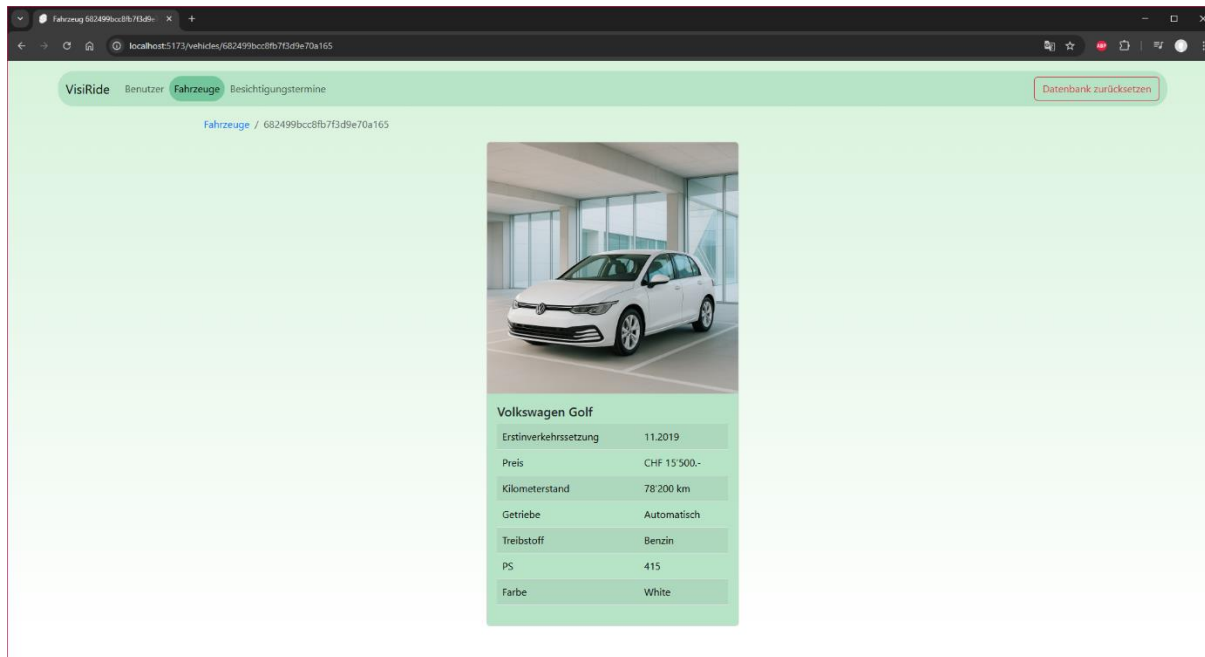 Fahrzeug 682499bcc8fb7f3d9e
localhost:5173/vehicles/682499bcc8fb7f3d9e70a165
VisiRide Benutzer Fahrzeuge Besichtigungstermine Datenbank zurücksetzen
Fahrzeuge / 682499bcc8fb7f3d9e70a165
Volkswagen Golf
Erstinverkehrssetzung 11.2019
Preis CHF 15'500.-
Kilometerstand 78'200 km
Getriebe Automatisch
Treibstoff Benzin
PS 415
Farbe White